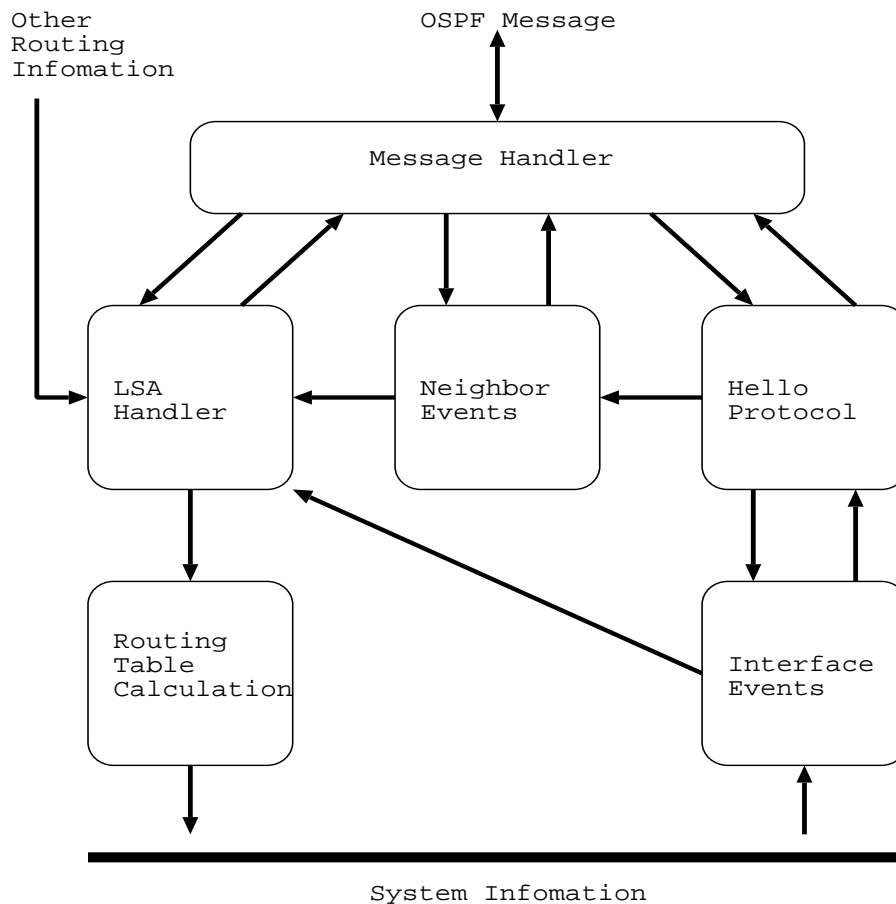 Other
Routing
Infomation
OSPF Message
Message Handler
LSA
Handler
Neighbor
Events
Hello
Protocol
Routing
Table
Calculation
Interface
Events
System Infomation